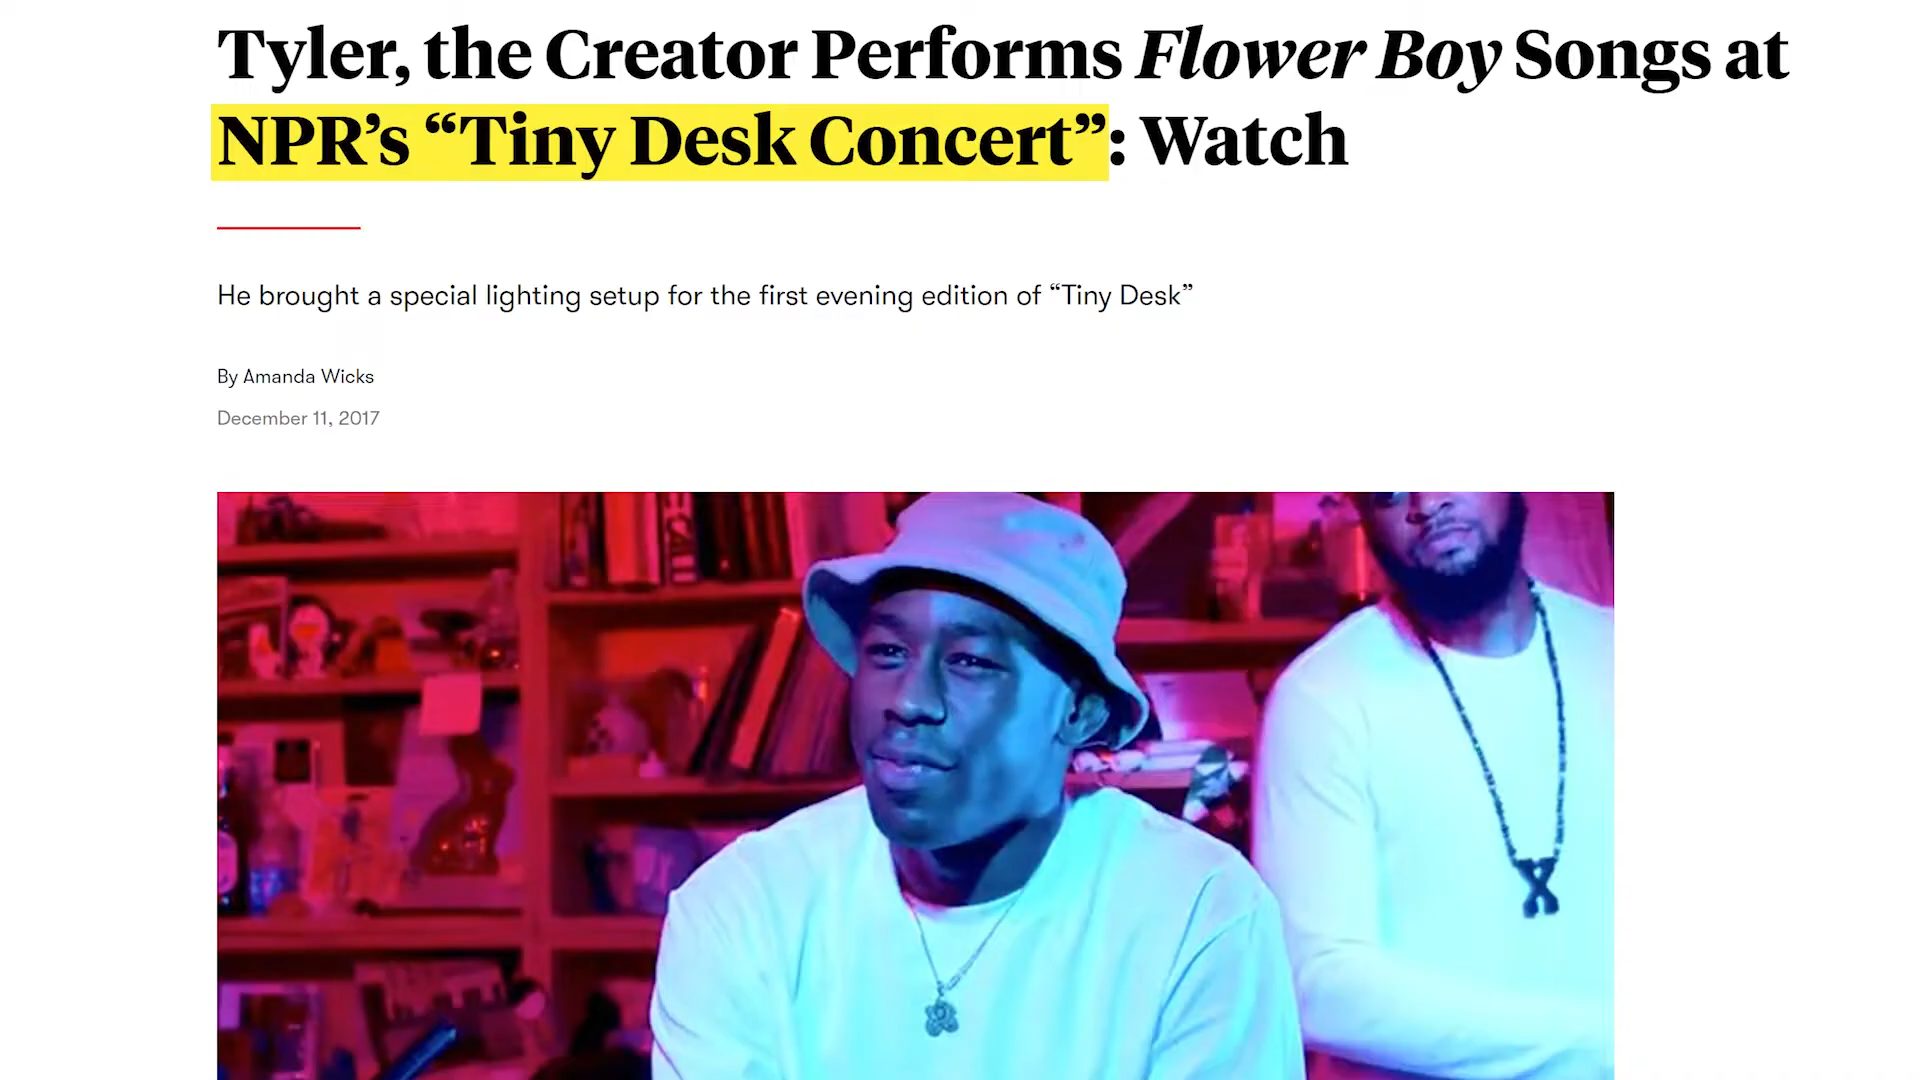 Tyler, the Creator Performs Flower Boy Songs at
NPR’s “Tiny Desk Concert”: Watch
He brought a special lighting setup for the first evening edition of “Tiny Desk”
By Amanda Wicks
December 11, 2017